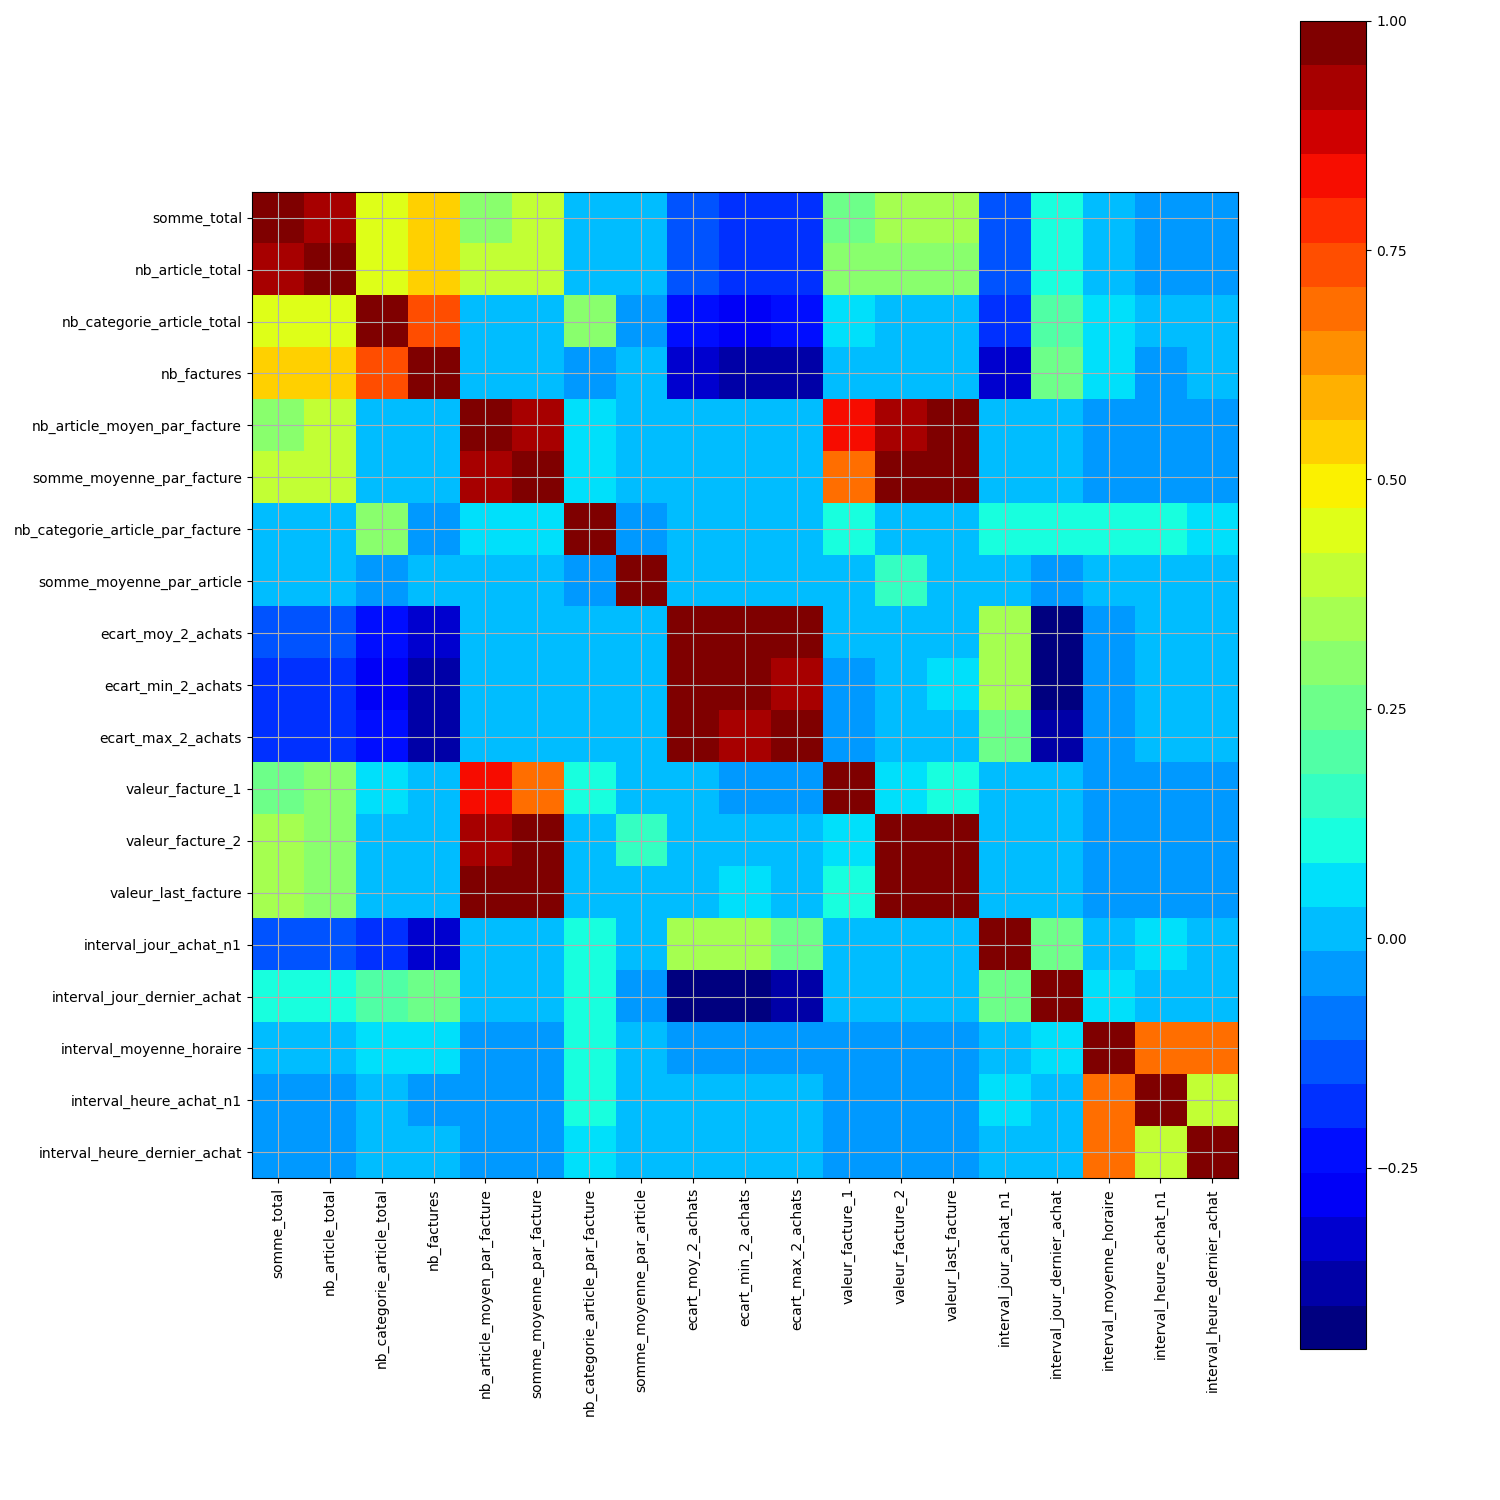 somme_total
nb_article_total
nb_categorie_article_total
nb_factures
nb_article_moyen_par_facture
somme_moyenne_par_facture
nb_categorie_article_par_facture
somme_moyenne_par_article
ecart_moy_2_achats
ecart_min_2_achats
ecart_max_2_achats
valeur_facture_1
valeur_facture_2
valeur_last_facture
interval_jour_achat_n1
interval_jour_dernier_achat
interval_moyenne_horaire
interval_heure_achat_n1
interval_heure_dernier_achat
somme_total
nb_article_total
nb_categorie_article_total
nb_factures
nb_article_moyen_par_facture
somme_moyenne_par_facture
nb_categorie_article_par_facture
somme_moyenne_par_article
ecart_moy_2_achats
ecart_min_2_achats
ecart_max_2_achats
valeur_facture_1
valeur_facture_2
valeur_last_facture
interval_jour_achat_n1
interval_jour_dernier_achat
interval_moyenne_horaire
interval_heure_achat_n1
interval_heure_dernier_achat
1.00
0.75
0.50
0.25
0.00
−0.25